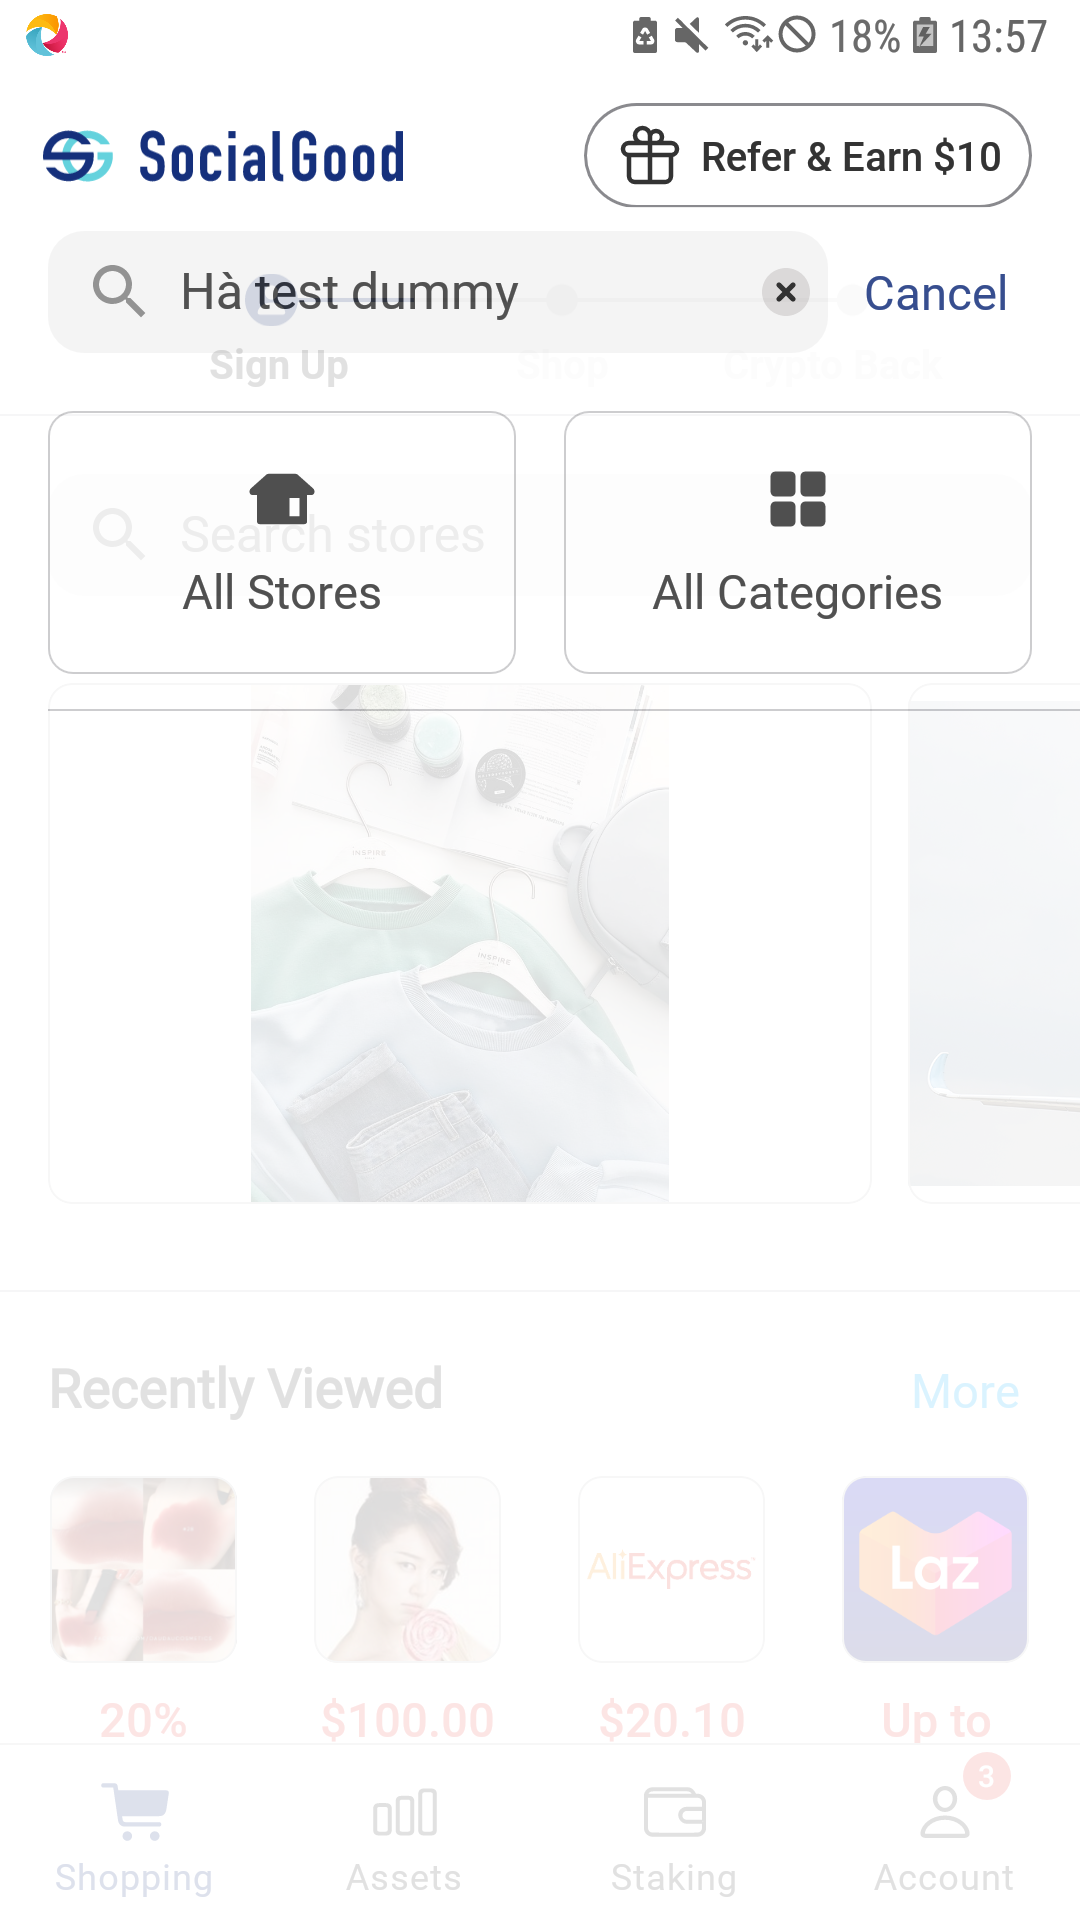 18% 13:57
SocialGood
Refer & Earn $10
Hà test dummy
Cancel
Sign Up
Shop
Crypto Back
Search stores
All Stores
All Categories
INSPIRE
INSPIRE
Recently Viewed
More
AliExpress
Laz
20%
$100.00
$20.10
Up to
3
Shopping
Assets
Staking
Account